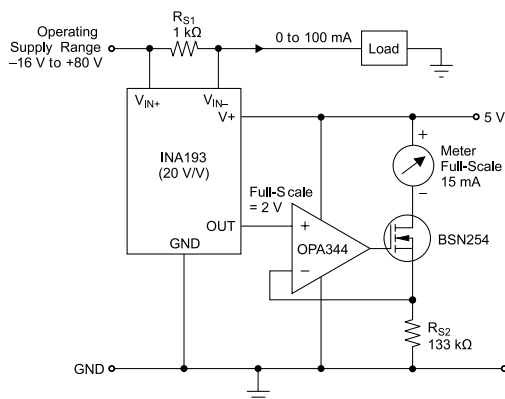 Operating
Supply Range
–16 V to +80 V
RS1
1 kΩ
0 to 100 mA
Load
VIN+
VIN–
V+
INA193
(20 V/V)
OUT
GND
5 V
+
Meter
Full-Scale
15 mA
–
Full-Scale
= 2 V
+
OPA344
–
BSN254
RS2
133 kΩ
GND